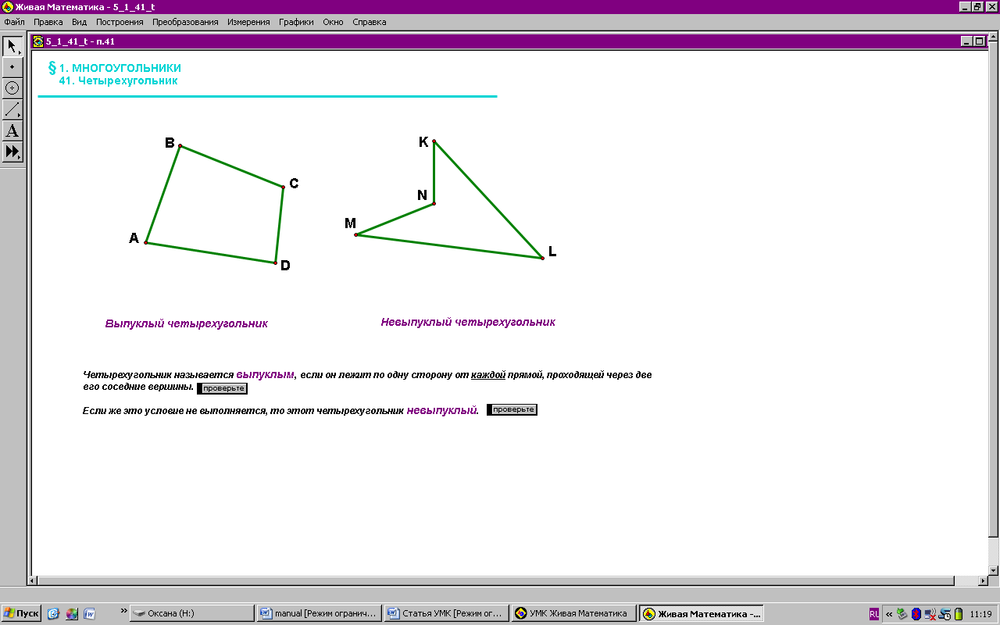 Живая Математика - 5_1_41_t
Файл Правка Вид Построения Преобразования Измерения Графики Окно Справка
5_1_41_t - п.41
§ 1. МНОГОУГОЛЬНИКИ
41. Четырехугольник
B
K
C
N
M
A
L
D
Выпуклый четырехугольник
Невыпуклый четырехугольник
Четырехугольник называется выпуклым, если он лежит по одну сторону от каждой прямой, проходящей через две
его соседние вершины. проверьте
Если же это условие не выполняется, то этот четырехугольник невыпуклый. проверьте
A
Пуск » Оксана (H:) manual [Режим огранич... Статья УМК [Режим ог... УМК Живая Математика Живая Математика -... RU « 11:19